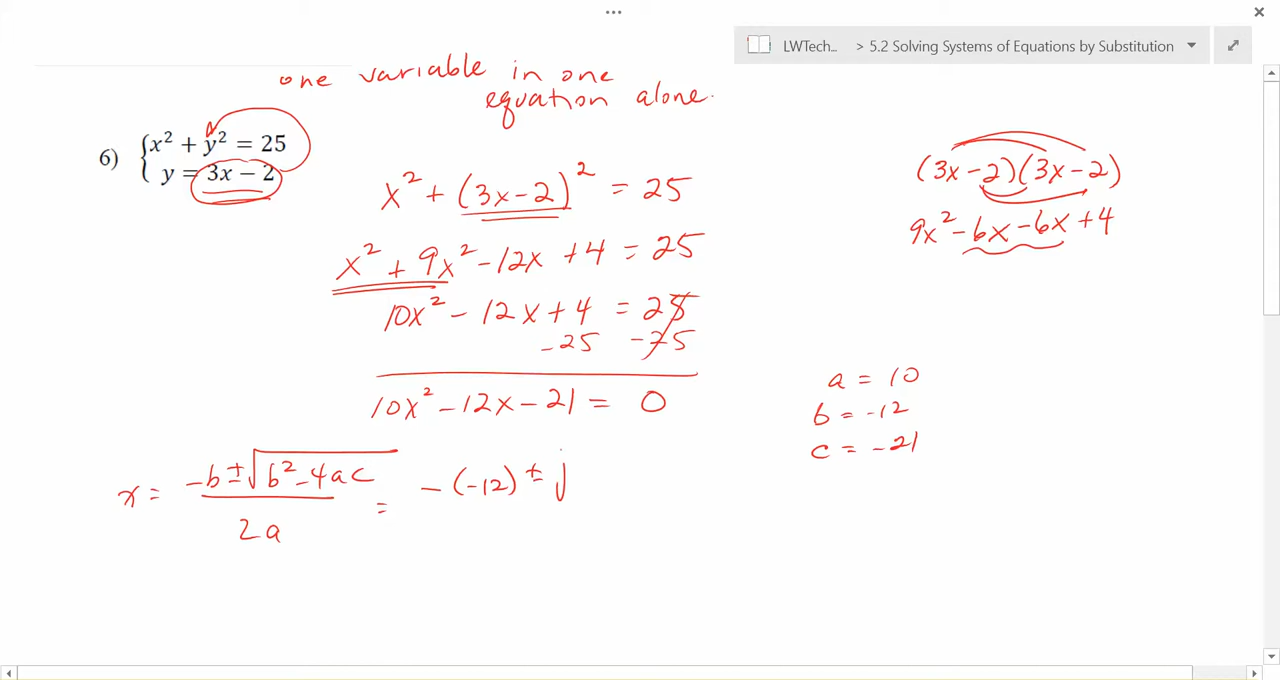 LWTech... > 5.2 Solving Systems of Equations by Substitution
one variable in one
equation alone.
6) {x² + y² = 25
y = 3x − 2
x² + (3x-2)² = 25
x² + 9x² -12x +4 = 25
10x² - 12x + 4 = 25
-25 -25
10x² -12x -21 = 0
(3x-2)(3x-2)
9x² -6x -6x +4
a = 10
b = -12
c = -21
x = (-b ± √(b²-4ac))/(2a) = -(-12) ± √